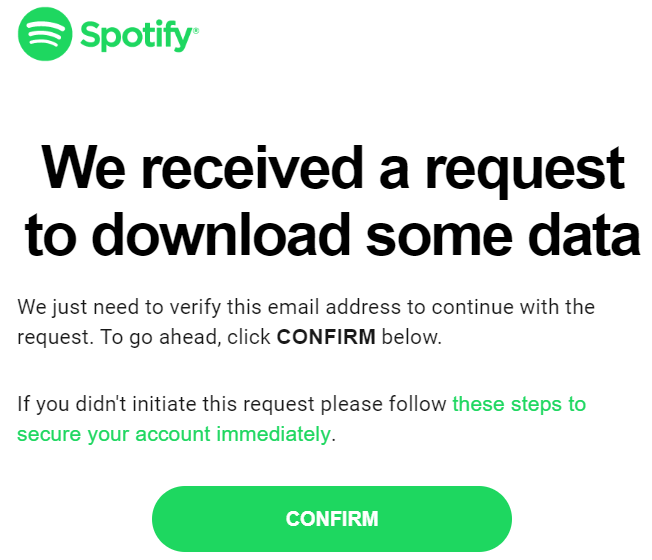 Spotify®
We received a request
to download some data
We just need to verify this email address to continue with the
request. To go ahead, click CONFIRM below.
If you didn't initiate this request please follow these steps to
secure your account immediately.
CONFIRM